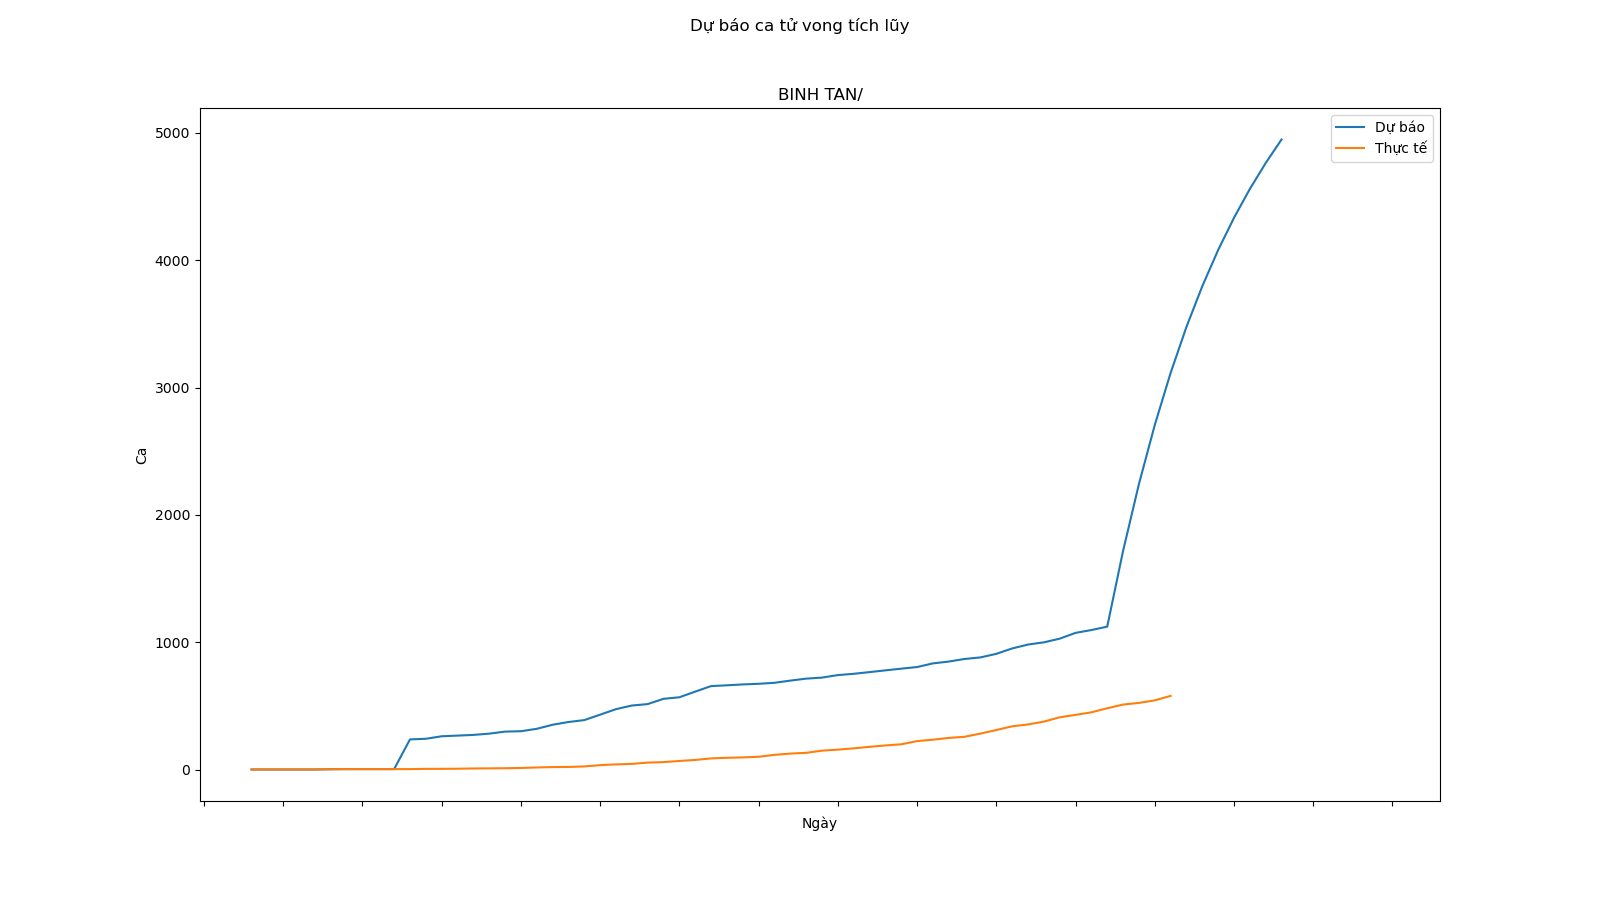 Dự báo ca tử vong tích lũy
BINH TAN/
Dự báo
Thực tế
5000
4000
3000
2000
1000
0
Ca
Ngày